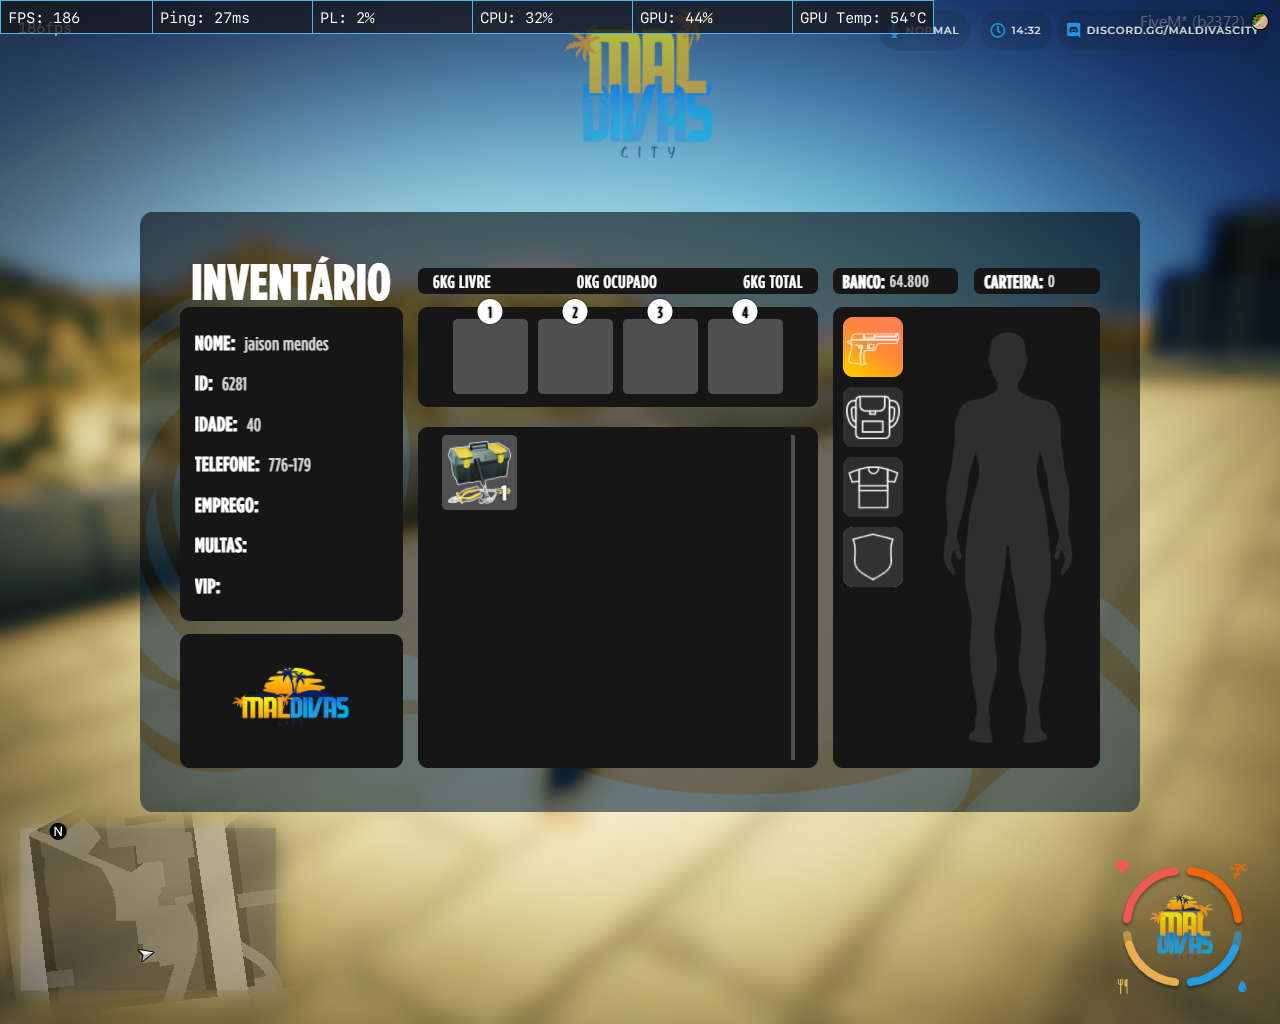 FPS: 186
Ping: 27ms
PL: 2%
CPU: 32%
GPU: 44%
GPU Temp: 54°C
186fps
FiveM* (b2372)
NORMAL
14:32
DISCORD.GG/MALDIVASCITY
MAL
DIVAS
CITY
INVENTÁRIO
6KG LIVRE
0KG OCUPADO
6KG TOTAL
BANCO: 64.800
CARTEIRA: 0
1
2
3
4
NOME: jaison mendes
ID: 6281
IDADE: 40
TELEFONE: 776-179
EMPREGO:
MULTAS:
VIP:
1
MALDIVAS
CITY
N
MAL
DIVAS
CITY